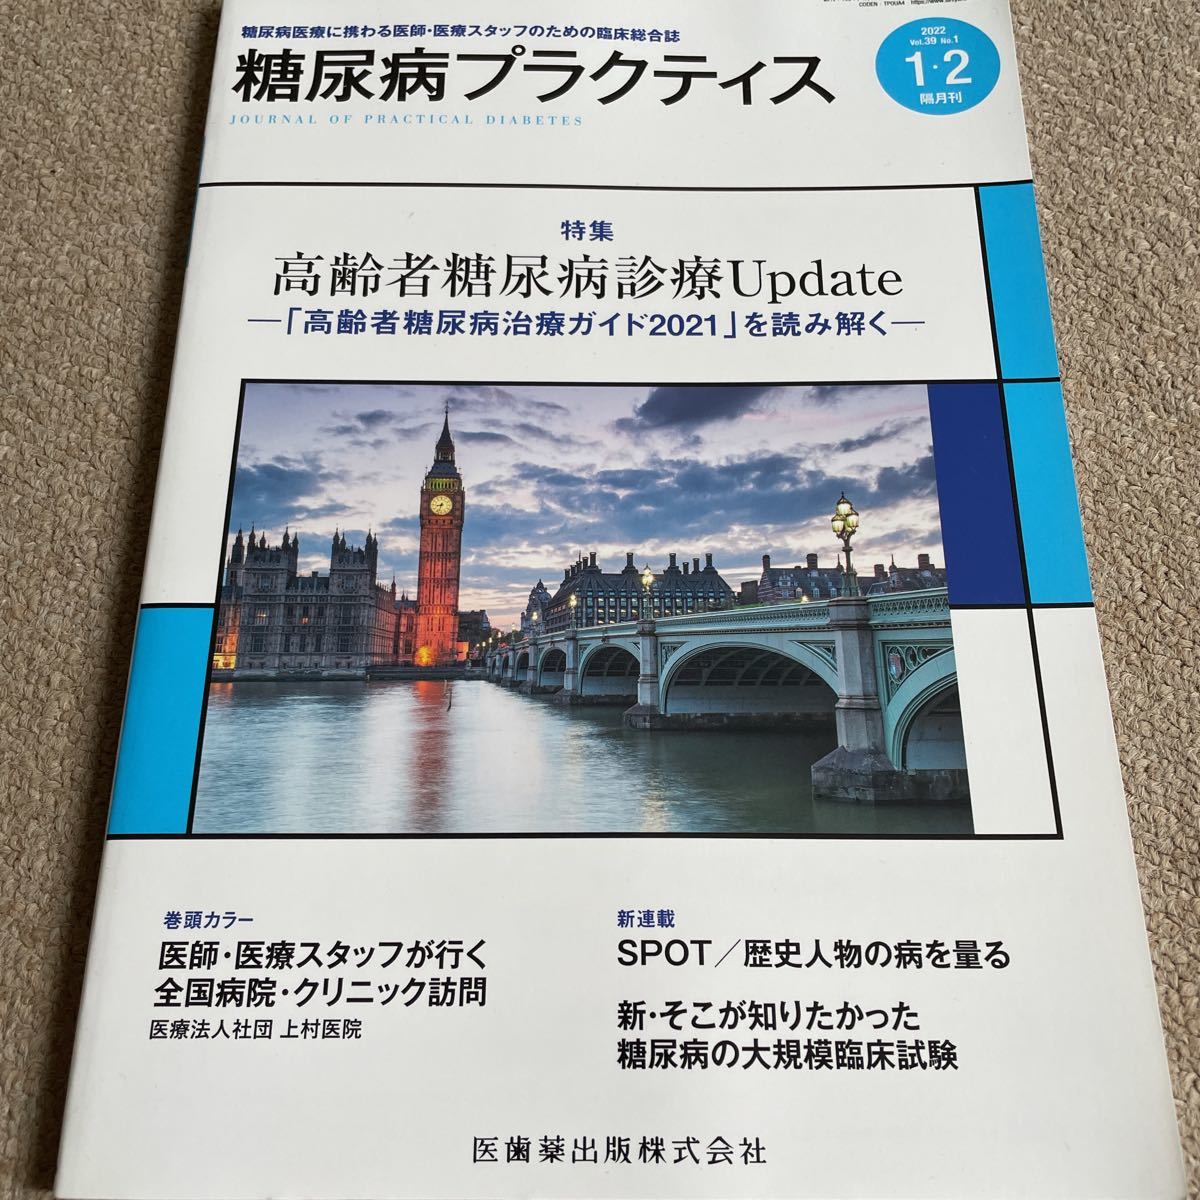 CODEN: TPOUA4 https://www.
糖尿病医療に携わる医師・医療スタッフのための臨床総合誌
糖尿病プラクティス
JOURNAL OF PRACTICAL DIABETES
2022
Vol.39 No.1
1・2
隔月刊
特集
高齢者糖尿病診療Update
―「高齢者糖尿病治療ガイド2021」を読み解く―
巻頭カラー
医師・医療スタッフが行く
全国病院・クリニック訪問
医療法人社団 上村医院
新連載
SPOT／歴史人物の病を量る
新・そこが知りたかった
糖尿病の大規模臨床試験
医歯薬出版株式会社